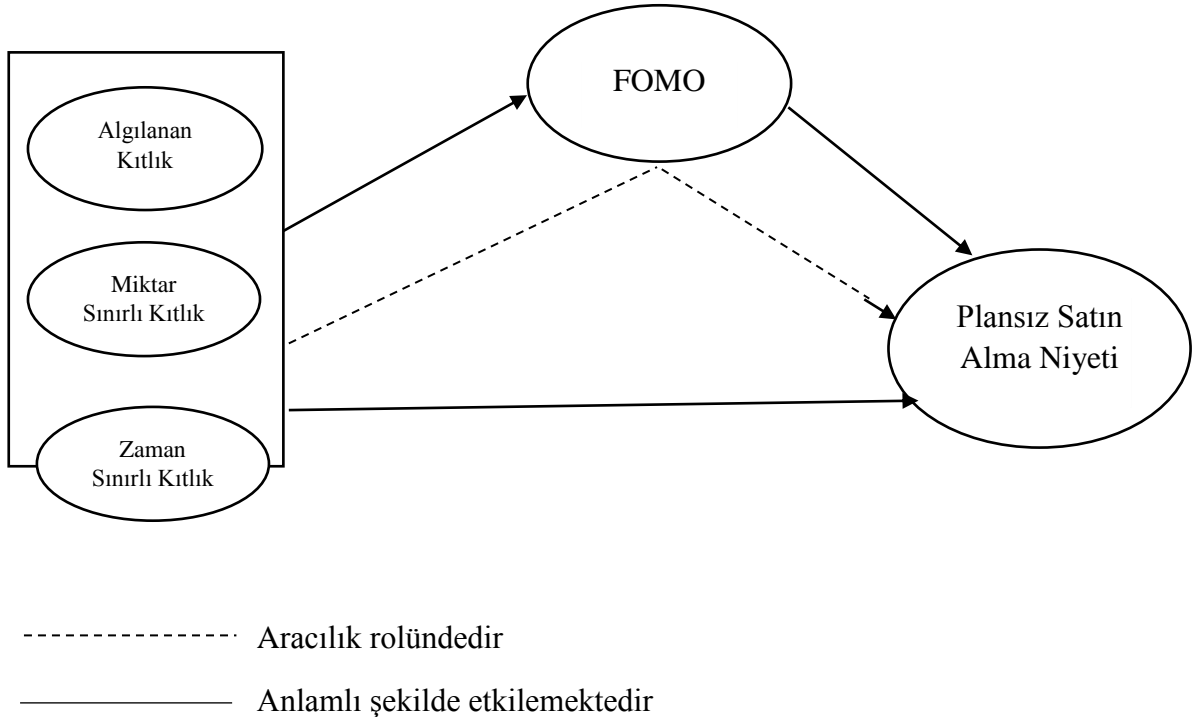 FOMO
Algılanan
Kıtlık
Miktar
Sınırlı Kıtlık
Zaman
Sınırlı Kıtlık
Plansız Satın
Alma Niyeti
Aracılık rolündedir
Anlamlı şekilde etkilemektedir